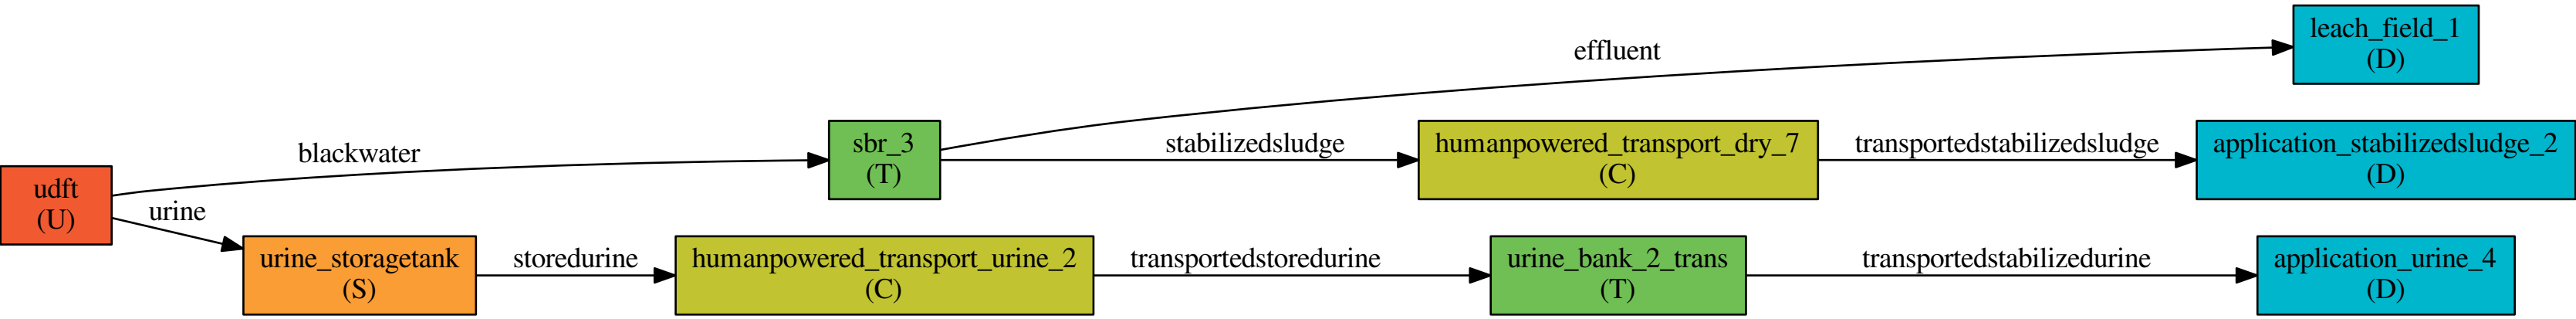 leach_field_1
(D)
effluent
sbr_3
(T)
stabilizedsludge
humanpowered_transport_dry_7
(C)
transportedstabilizedsludge
application_stabilizedsludge_2
(D)
blackwater
udft
(U)
urine
urine_storagetank
(S)
storedurine
humanpowered_transport_urine_2
(C)
transportedstoredurine
urine_bank_2_trans
(T)
transportedstabilizedurine
application_urine_4
(D)